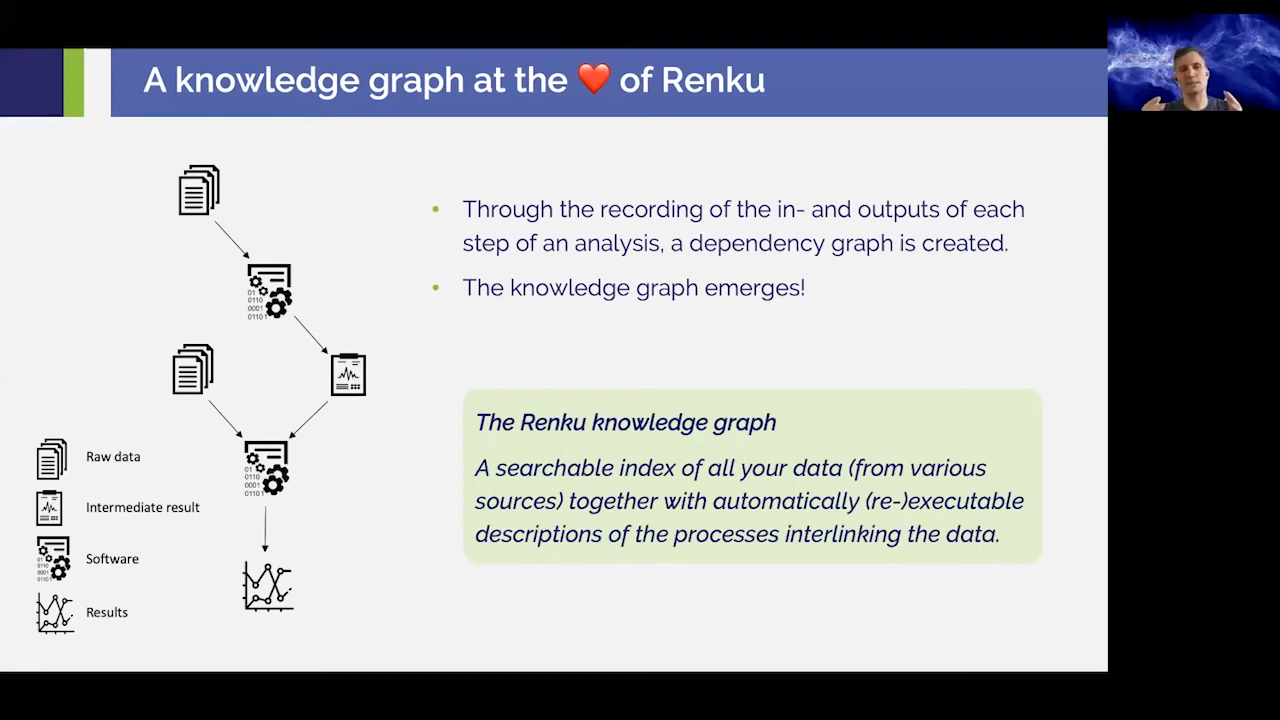 A knowledge graph at the ❤️ of Renku
• Through the recording of the in- and outputs of each
step of an analysis, a dependency graph is created.
• The knowledge graph emerges!
The Renku knowledge graph
A searchable index of all your data (from various
sources) together with automatically (re-)executable
descriptions of the processes interlinking the data.
Raw data
Intermediate result
Software
Results